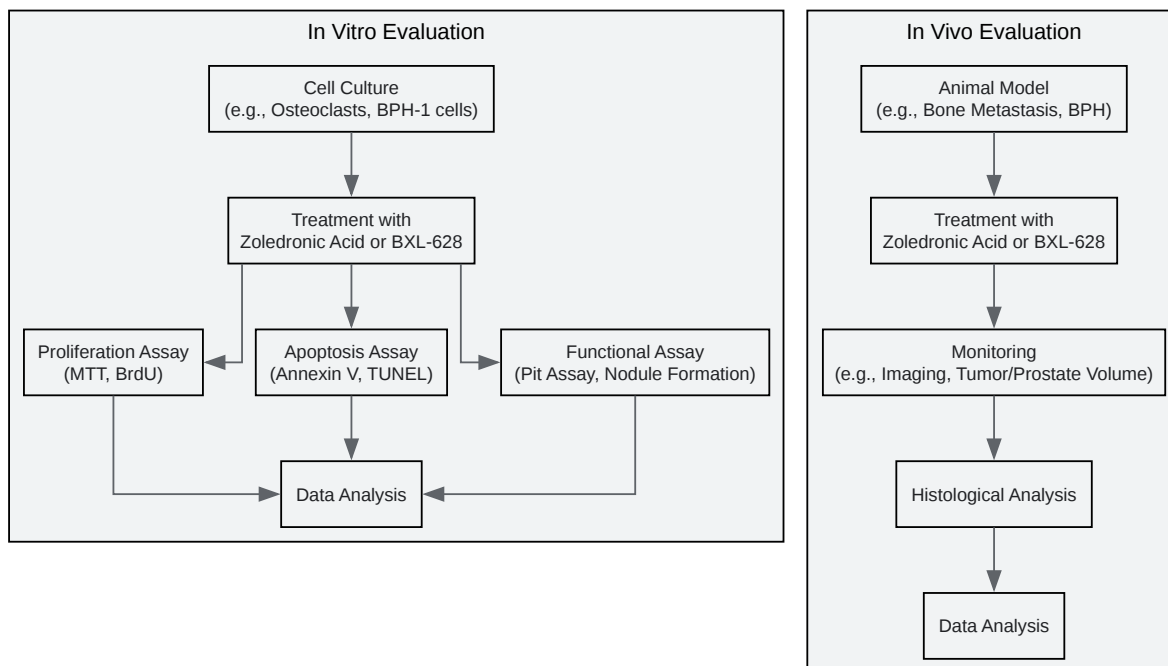 In Vitro Evaluation
Cell Culture
(e.g., Osteoclasts, BPH-1 cells)
Treatment with
Zoledronic Acid or BXL-628
Proliferation Assay
(MTT, BrdU)
Apoptosis Assay
(Annexin V, TUNEL)
Functional Assay
(Pit Assay, Nodule Formation)
Data Analysis
In Vivo Evaluation
Animal Model
(e.g., Bone Metastasis, BPH)
Treatment with
Zoledronic Acid or BXL-628
Monitoring
(e.g., Imaging, Tumor/Prostate Volume)
Histological Analysis
Data Analysis